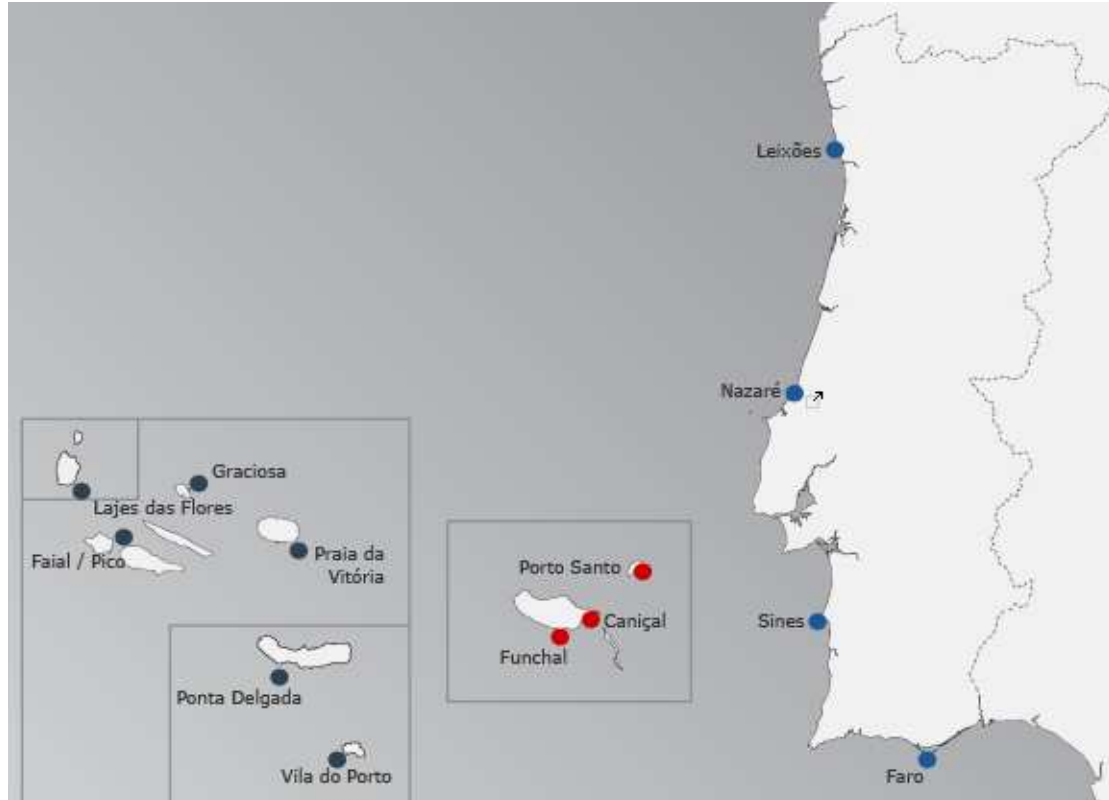 Leixões
Nazaré
Graciosa
Lajes das Flores
Faial / Pico
Praia da
Vitória
Porto Santo
Caniçal
Sines
Funchal
Ponta Delgada
Vila do Porto
Faro